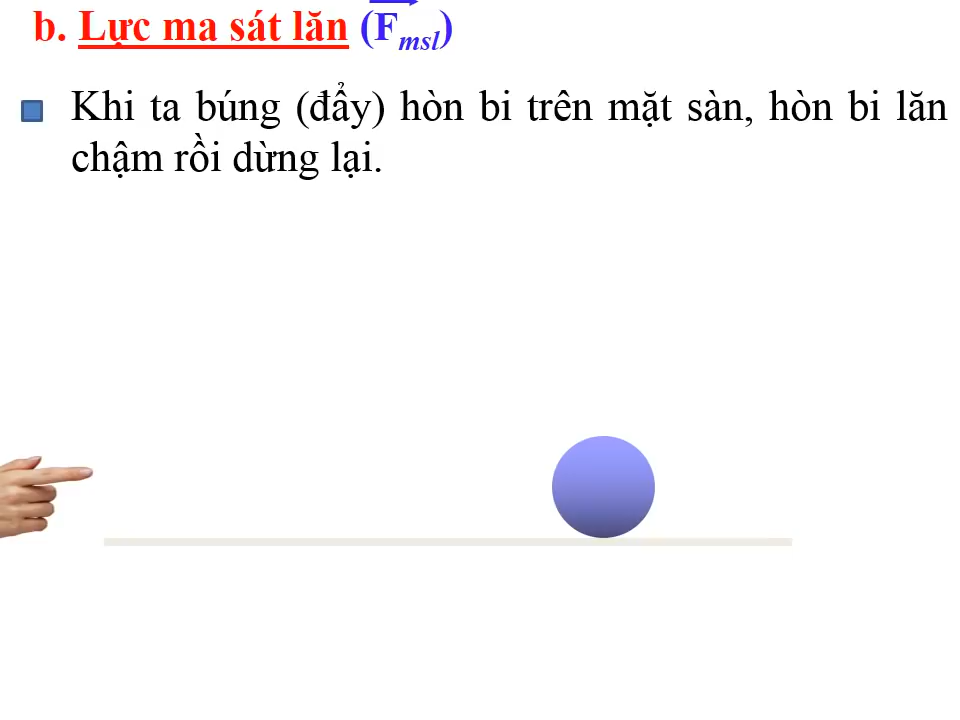 b. Lực ma sát lăn (F⃗msl)
Khi ta búng (đẩy) hòn bi trên mặt sàn, hòn bi lăn
chậm rồi dừng lại.